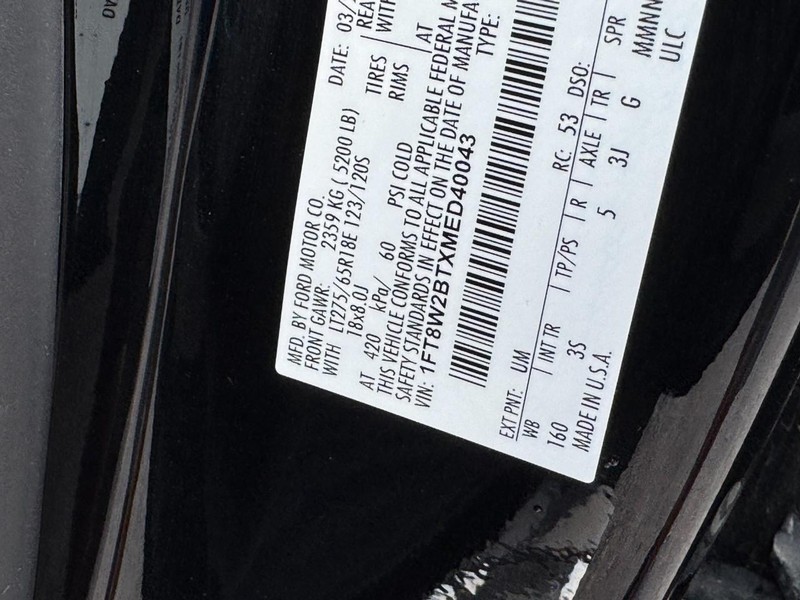 MFD. BY FORD MOTOR CO.
DATE: 03/
FRONT GAWR: 2359 KG ( 5200 LB)
REA
WITH LT275/65R18E 123/120S TIRES
WIT
18x8.0J RIMS
AT 420 kPa/ 60 PSI COLD AT
THIS VEHICLE CONFORMS TO ALL APPLICABLE FEDERAL M
SAFETY STANDARDS IN EFFECT ON THE DATE OF MANUFA
VIN: 1FT8W2BTXMED40043 TYPE:
EXT PNT: UM RC: 53 DSO:
WB INT TR TP/PS R AXLE TR SPR
160 3S 5 3J G MMNN
MADE IN U.S.A. ULC